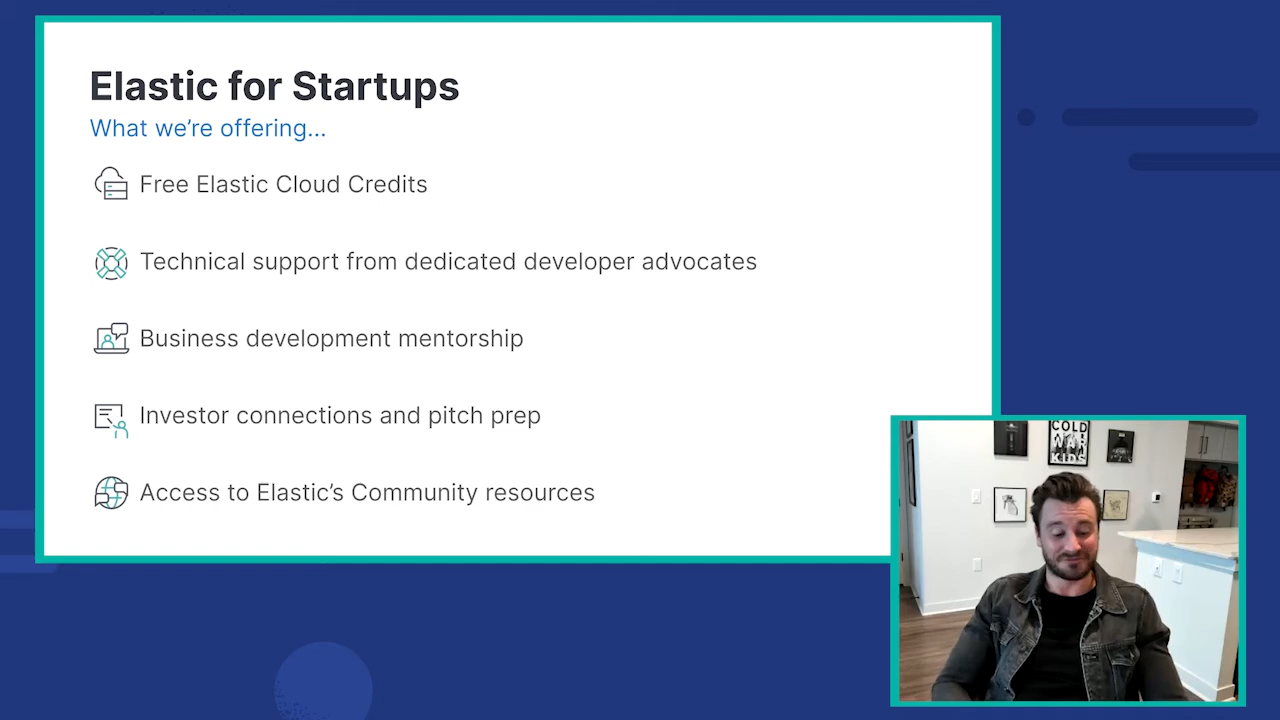 Elastic for Startups
What we’re offering...
Free Elastic Cloud Credits
Technical support from dedicated developer advocates
Business development mentorship
Investor connections and pitch prep
Access to Elastic’s Community resources
COLD
WAR
KIDS